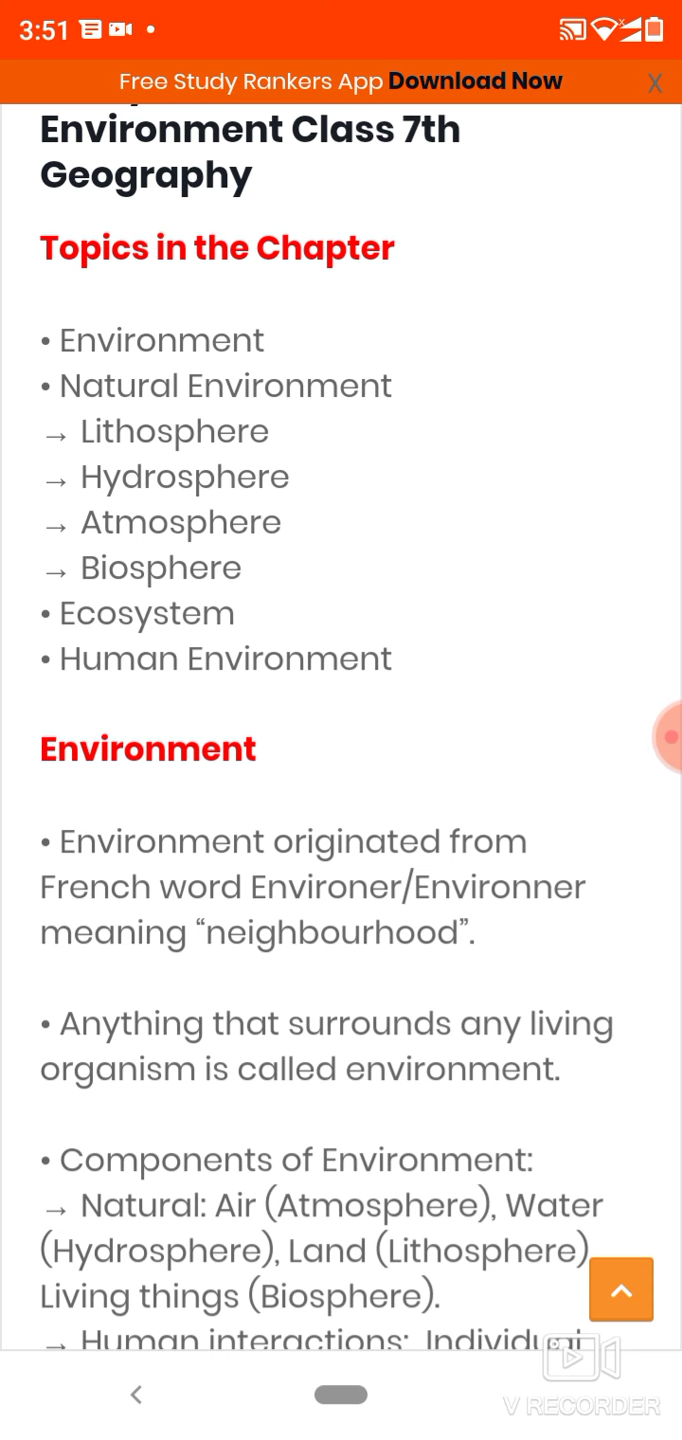 3:51
Free Study Rankers App Download Now X
Environment Class 7th
Geography
Topics in the Chapter
• Environment
• Natural Environment
→ Lithosphere
→ Hydrosphere
→ Atmosphere
→ Biosphere
• Ecosystem
• Human Environment
Environment
• Environment originated from
French word Environer/Environner
meaning “neighbourhood”.
• Anything that surrounds any living
organism is called environment.
• Components of Environment:
→ Natural: Air (Atmosphere), Water
(Hydrosphere), Land (Lithosphere)
Living things (Biosphere).
→ Human interactions: Individual
V RECORDER